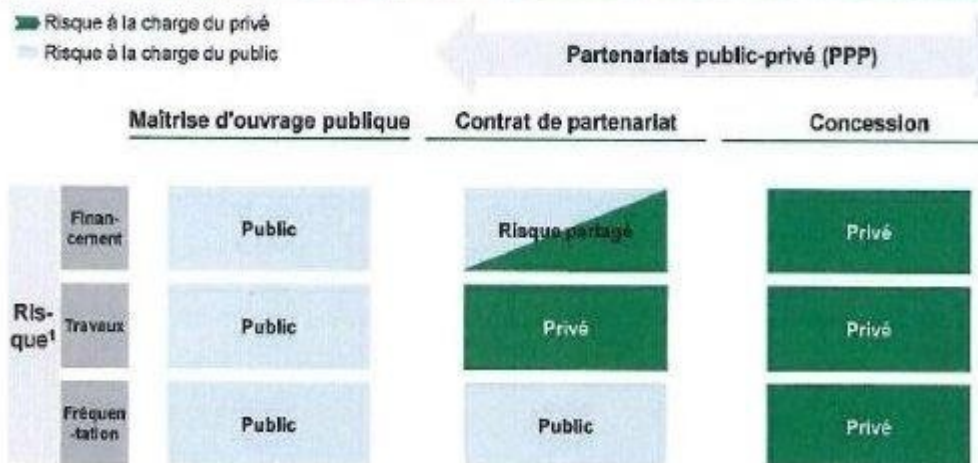 Risque à la charge du privé
Risque à la charge du public
Partenariats public-privé (PPP)
Maîtrise d'ouvrage publique
Contrat de partenariat
Concession
Ris-
que¹
Finan-
cement
Public
Risque partagé
Privé
Travaux
Public
Privé
Privé
Fréquen
-tation
Public
Public
Privé